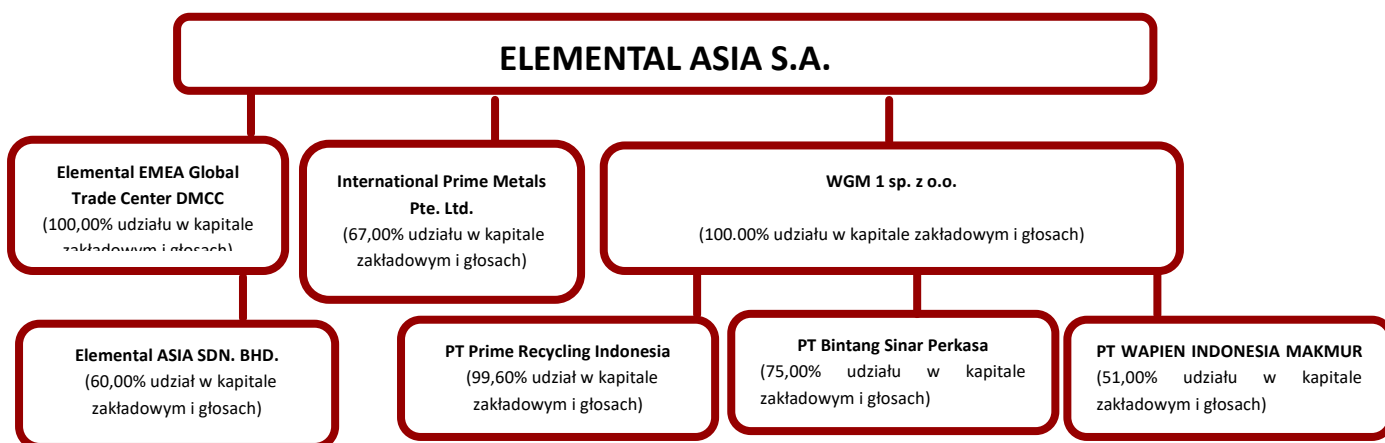 ELEMENTAL ASIA S.A.
Elemental EMEA Global
Trade Center DMCC
(100,00% udziału w kapitale
zakładowym i głosach)
International Prime Metals
Pte. Ltd.
(67,00% udziału w kapitale
zakładowym i głosach)
WGM 1 sp. z o.o.
(100.00% udziału w kapitale zakładowym i głosach)
Elemental ASIA SDN. BHD.
(60,00% udział w kapitale
zakładowym i głosach)
PT Prime Recycling Indonesia
(99,60% udział w kapitale
zakładowym i głosach)
PT Bintang Sinar Perkasa
(75,00% udziału w kapitale
zakładowym i głosach)
PT WAPIEN INDONESIA MAKMUR
(51,00% udziału w kapitale
zakładowym i głosach)